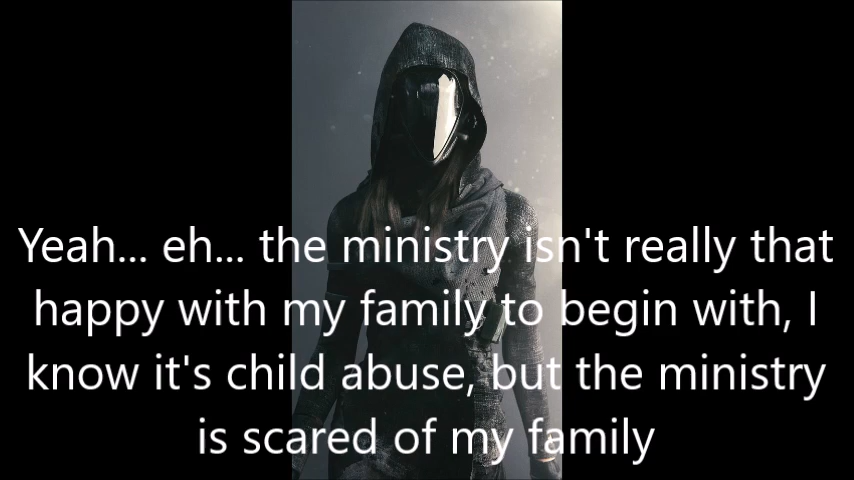 Yeah... eh... the ministry isn't really that
happy with my family to begin with, I
know it's child abuse, but the ministry
is scared of my family